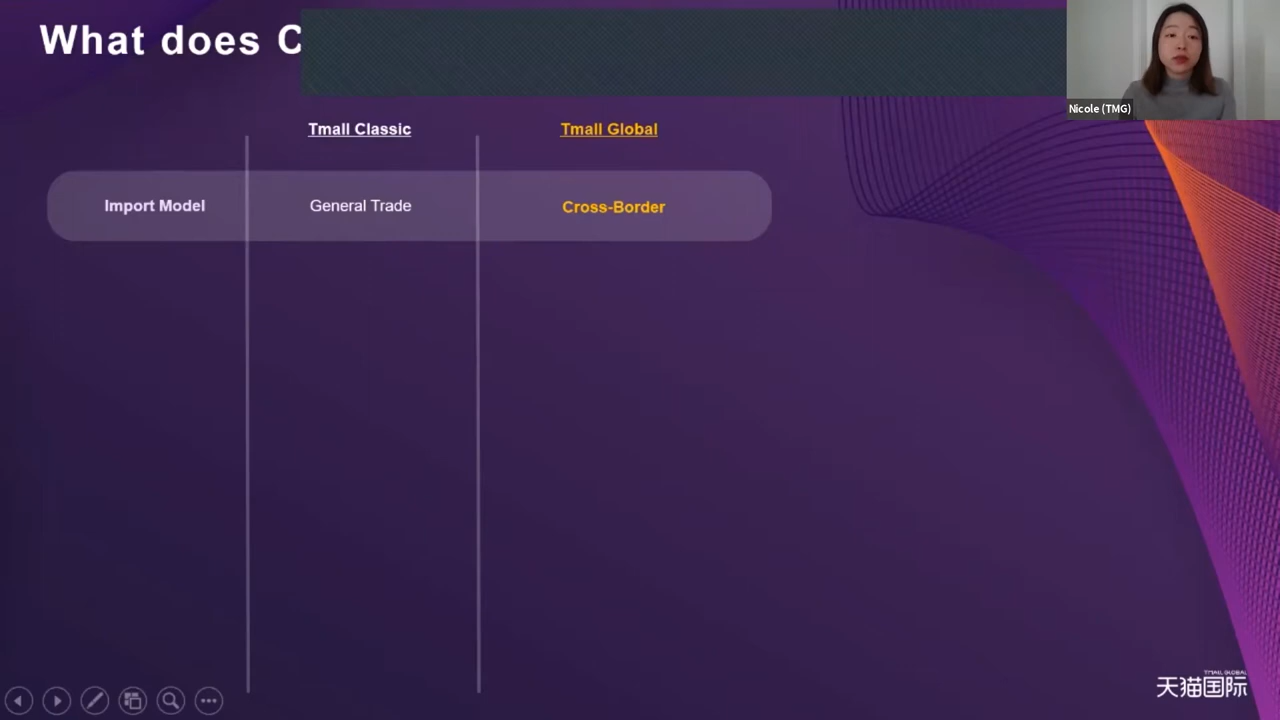 What does C
Nicole (TMG)
Tmall Classic
Tmall Global
Import Model
General Trade
Cross-Border
TMALL GLOBAL
天猫国际